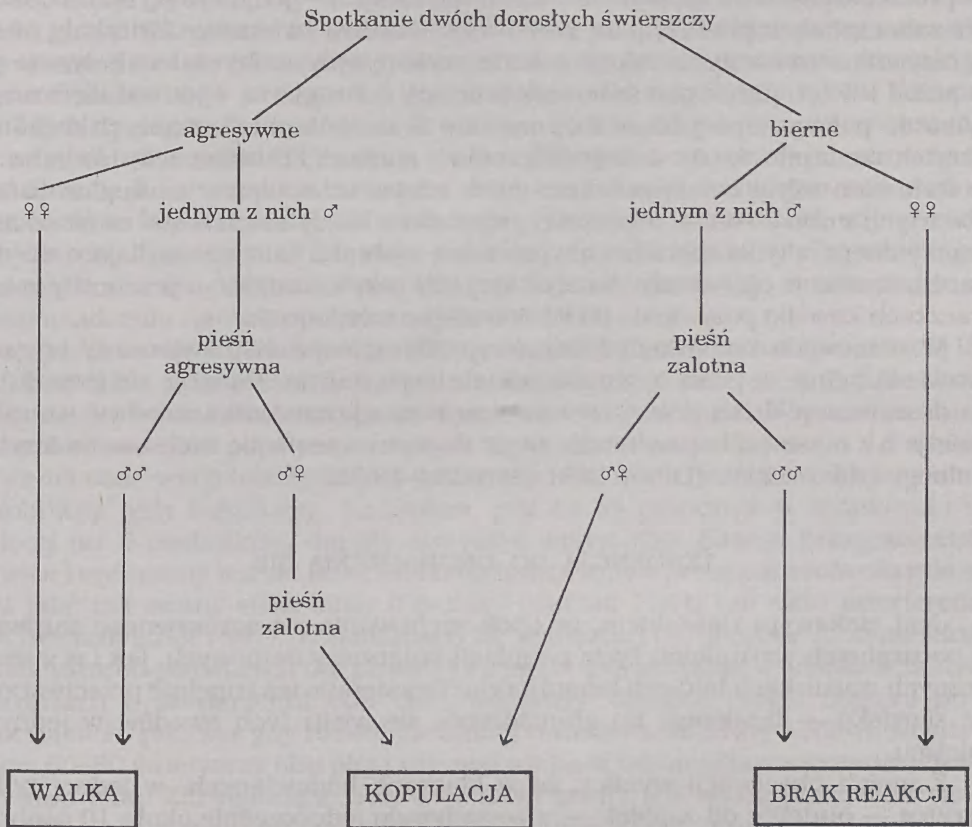 Spotkanie dwóch dorosłych świerszczy
agresywne bierne
♀♀ jednym z nich ♂ jednym z nich ♂ ♀♀
pieśń pieśń
agresywna zalotna
♂♂ ♂♀ ♂♀ ♂♂
pieśń
zalotna
WALKA KOPULACJA BRAK REAKCJI